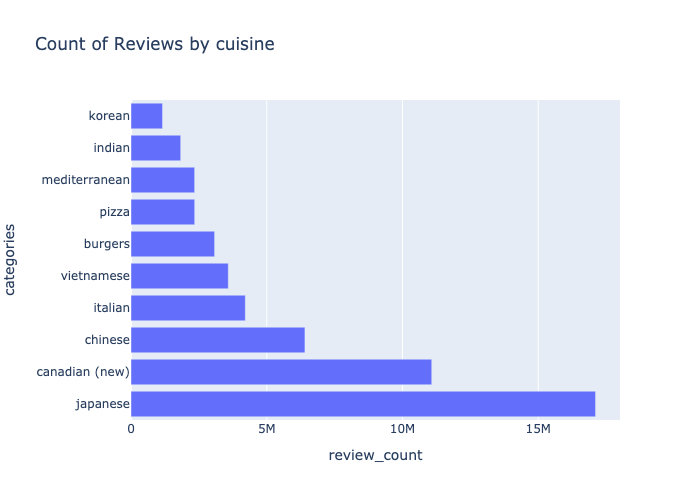 Count of Reviews by cuisine
categories
korean
indian
mediterranean
pizza
burgers
vietnamese
italian
chinese
canadian (new)
japanese
0 5M 10M 15M
review_count